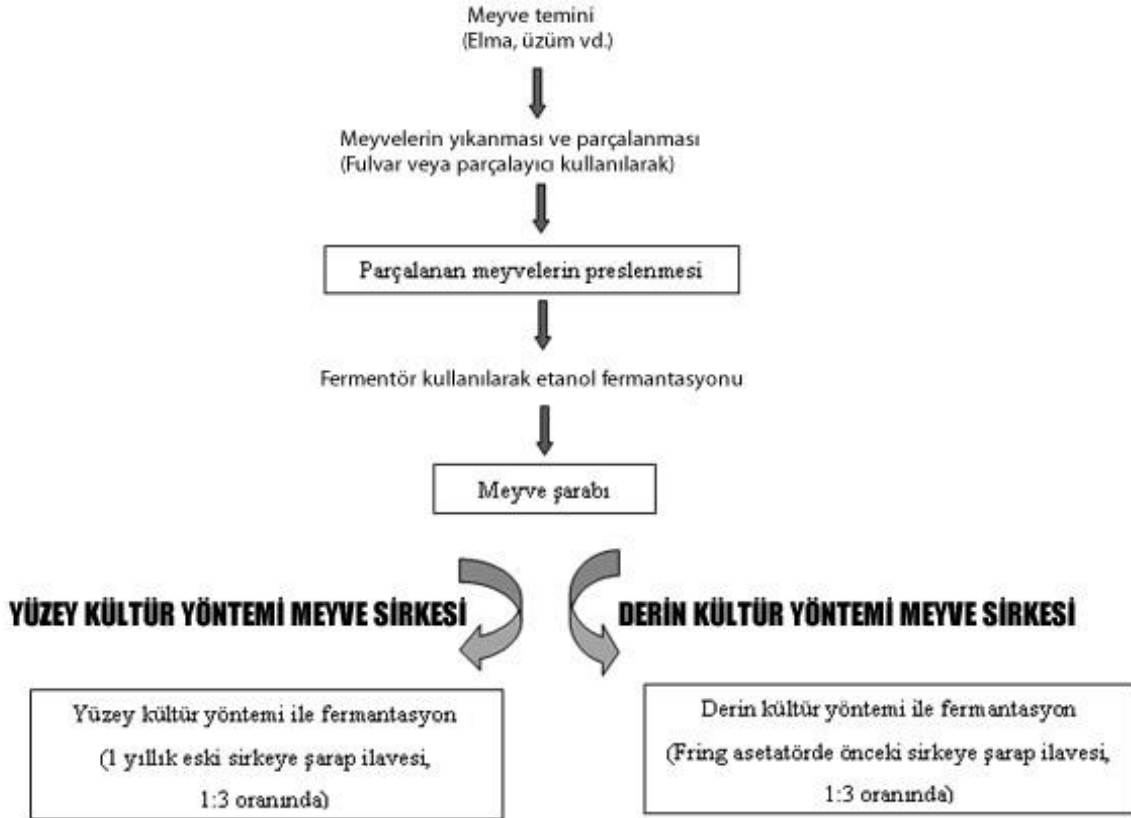 Meyve temini
(Elma, üzüm vd.)
Meyvelerin yıkanması ve parçalanması
(Fulvar veya parçalayıcı kullanılarak)
Parçalanan meyvelerin preslenmesi
Fermentör kullanılarak etanol fermantasyonu
Meyve şarabı
YÜZEY KÜLTÜR YÖNTEMİ MEYVE SİRKESİ
DERİN KÜLTÜR YÖNTEMİ MEYVE SİRKESİ
Yüzey kültür yöntemi ile fermantasyon
(1 yıllık eski sirkeye şarap ilavesi,
1:3 oranında)
Derin kültür yöntemi ile fermantasyon
(Fring asetatörde önceki sirkeye şarap ilavesi,
1:3 oranında)